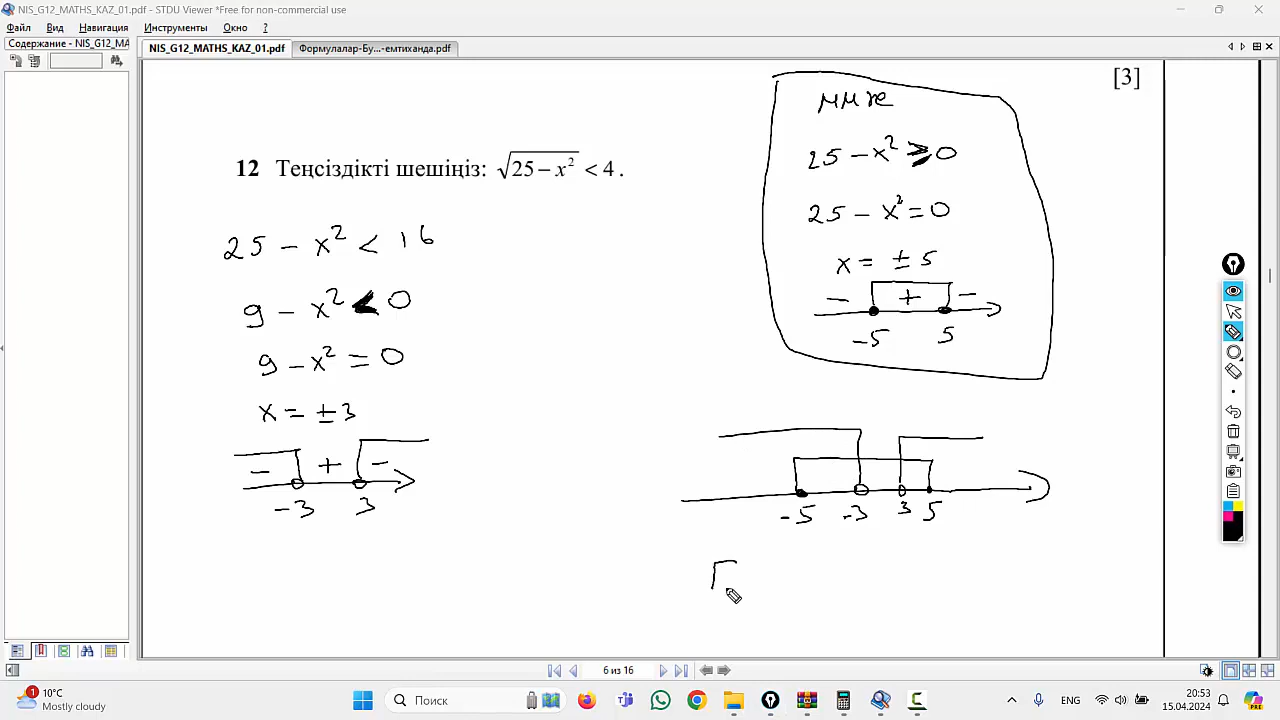 NIS_G12_MATHS_KAZ_01.pdf - STDU Viewer *Free for non-commercial use
Файл Вид Навигация Инструменты Окно ?
Содержание - NIS_G12_MA
NIS_G12_MATHS_KAZ_01.pdf Формулалар-Бу...-емтиханда.pdf
[3]
ммж
25 - x² ≥ 0
25 - x² = 0
x = ± 5
- + -
-5 5
12 Теңсіздікті шешіңіз: √(25 − x²) < 4.
25 - x² < 16
9 - x² < 0
9 - x² = 0
x = ± 3
- + -
-3 3
-5 -3 3 5
[
6 из 16
1
10°C
Mostly cloudy
Поиск
ENG
20:53
15.04.2024
PRE